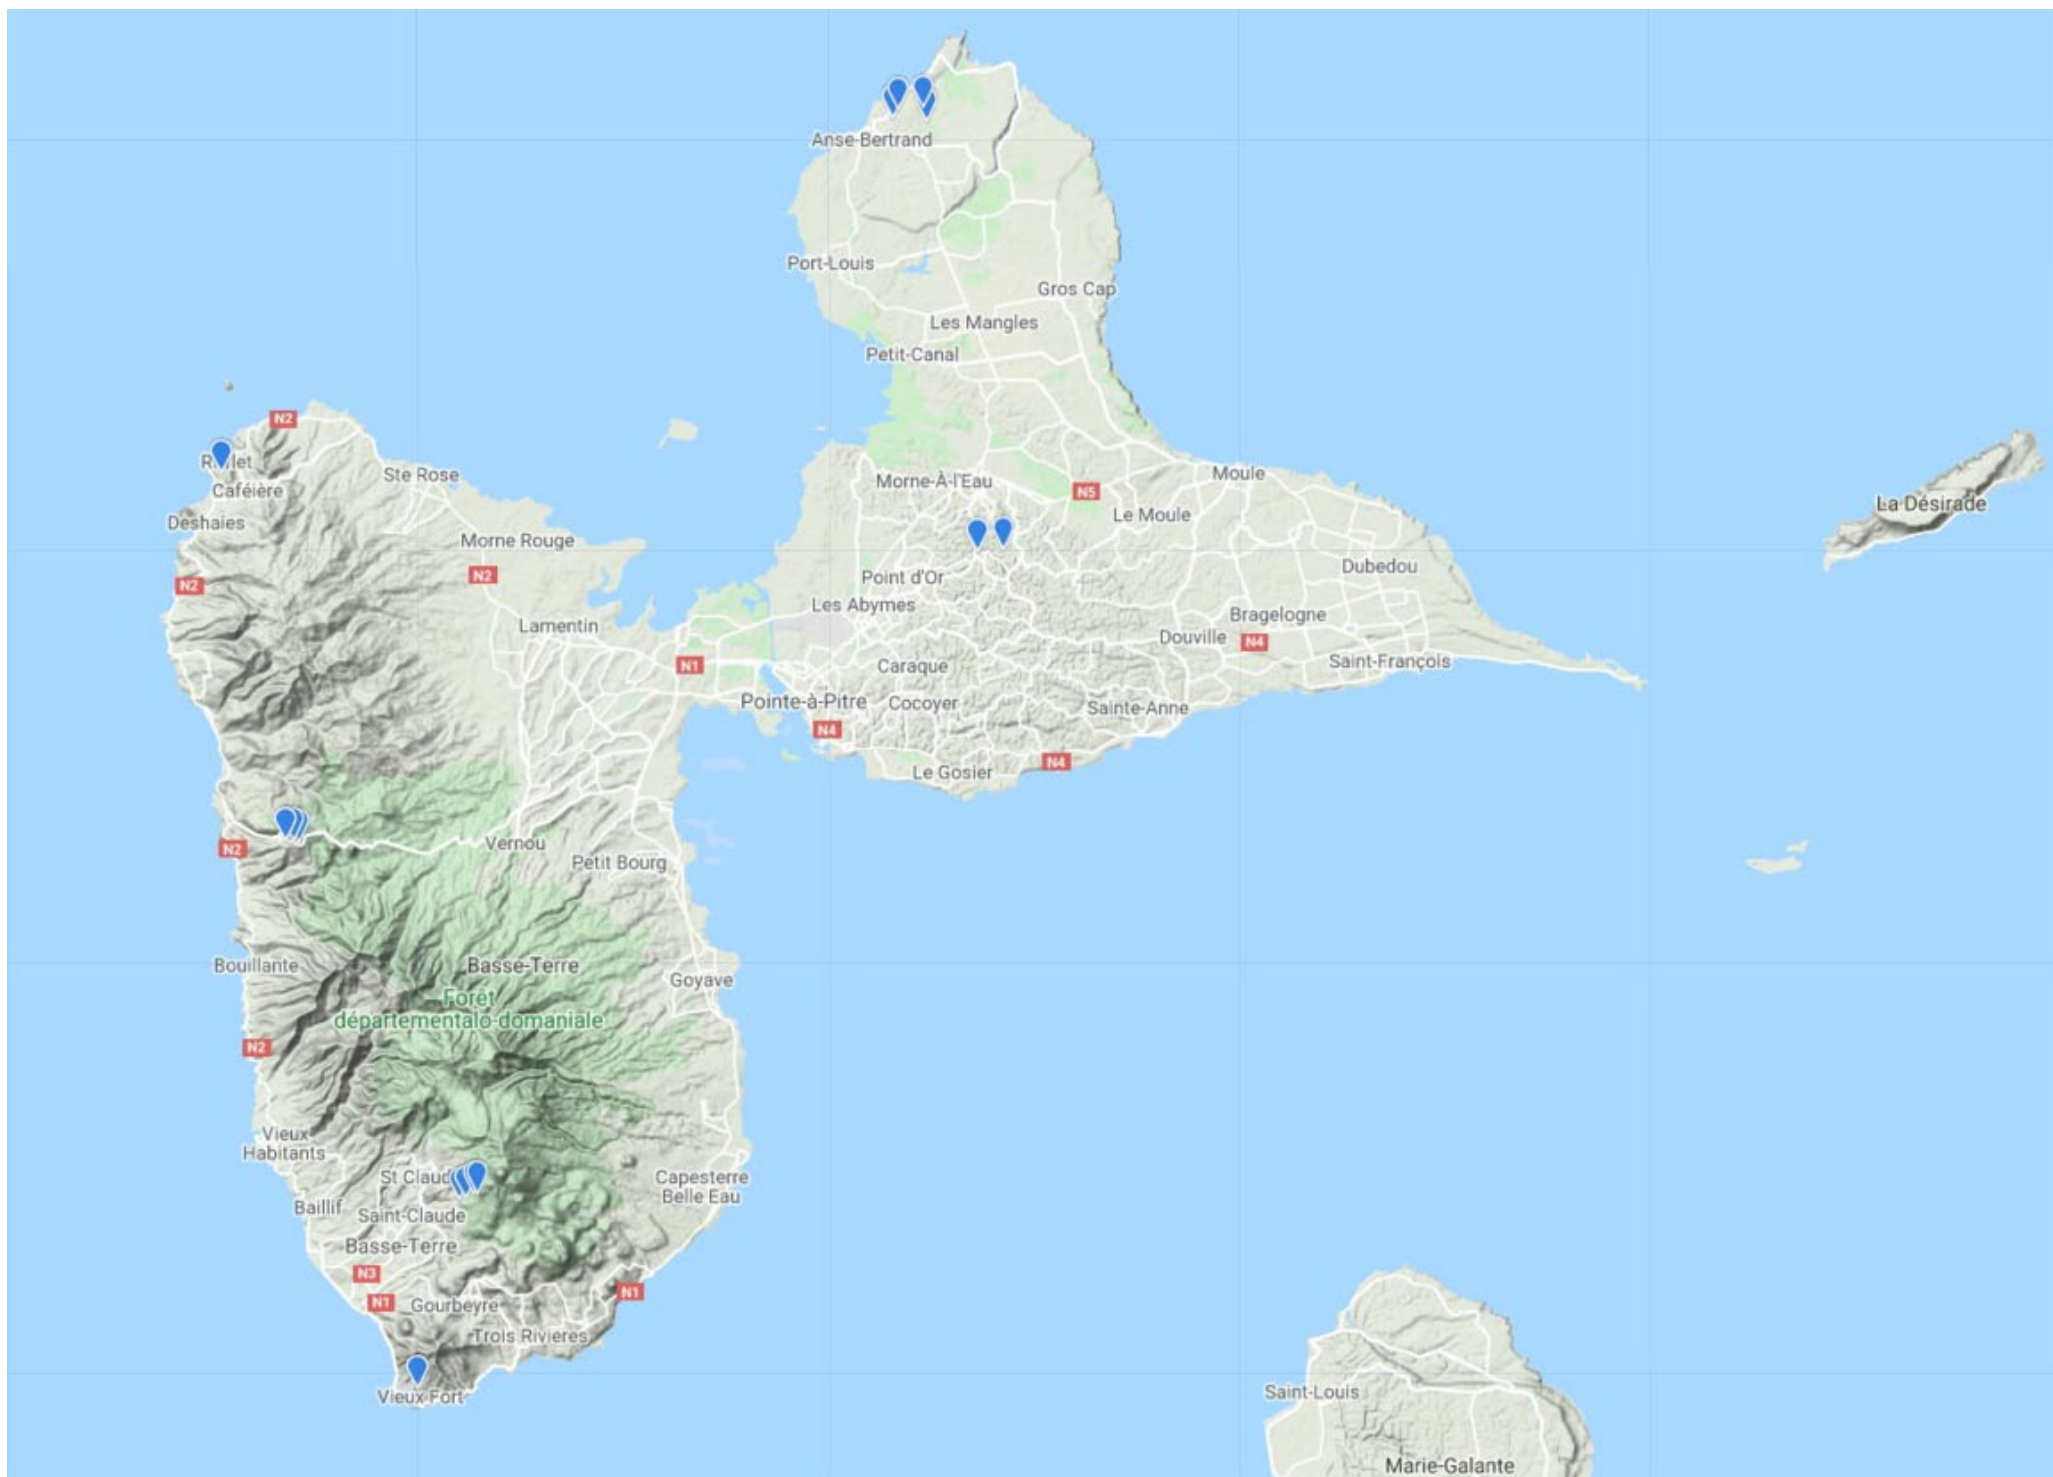 Anse-Bertrand
Port-Louis
Gros Cap
Les Mangles
Petit-Canal
N2
Ste Rose
Caféière
Deshaies
Morne Rouge
N2
N2
Lamentin
N1
Morne-À-l'Eau
N5
Moule
Le Moule
La Désirade
Point d'Or
Dubedou
Les Abymes
Bragelogne
Douville
N4
Caraque
Saint-François
Pointe-à-Pitre
Cocoyer
Sainte-Anne
N4
N4
Le Gosier
N2
Vernou
Petit Bourg
Bouillante
Basse-Terre
Goyave
Forêt
départementalo-domaniale
N2
Vieux
Habitants
Capesterre
Belle Eau
Baillif
Saint-Claude
Basse-Terre
N3
N1
N1
Gourbeyre
Trois Rivieres
Vieux Fort
Saint-Louis
Marie-Galante